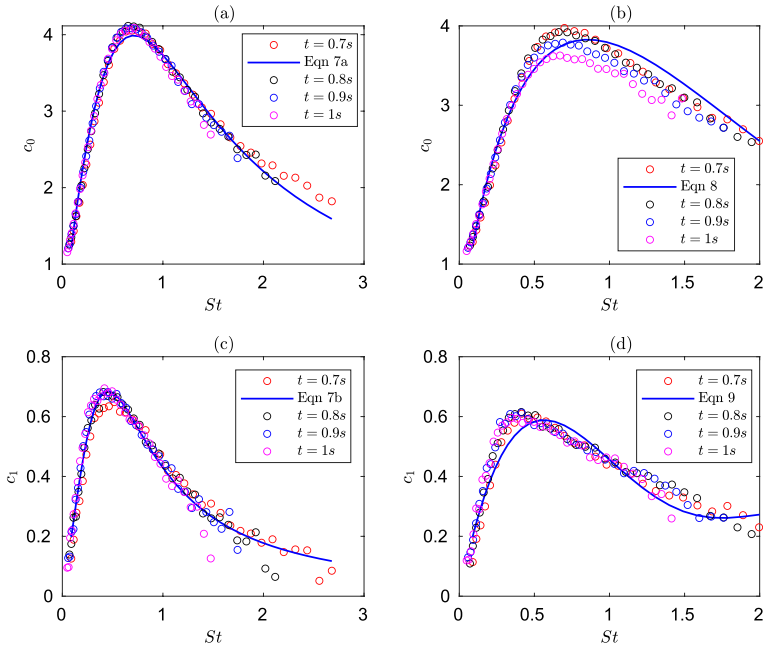 (a)
4
3
2
1
c₀
0
1
2
3
St
t = 0.7s
Eqn 7a
t = 0.8s
t = 0.9s
t = 1s
(b)
4
3
2
1
c₀
0
0.5
1
1.5
2
St
t = 0.7s
Eqn 8
t = 0.8s
t = 0.9s
t = 1s
(c)
0.8
0.6
0.4
0.2
0
c₁
0
1
2
3
St
t = 0.7s
Eqn 7b
t = 0.8s
t = 0.9s
t = 1s
(d)
0.8
0.6
0.4
0.2
0
c₁
0
0.5
1
1.5
2
St
t = 0.7s
Eqn 9
t = 0.8s
t = 0.9s
t = 1s